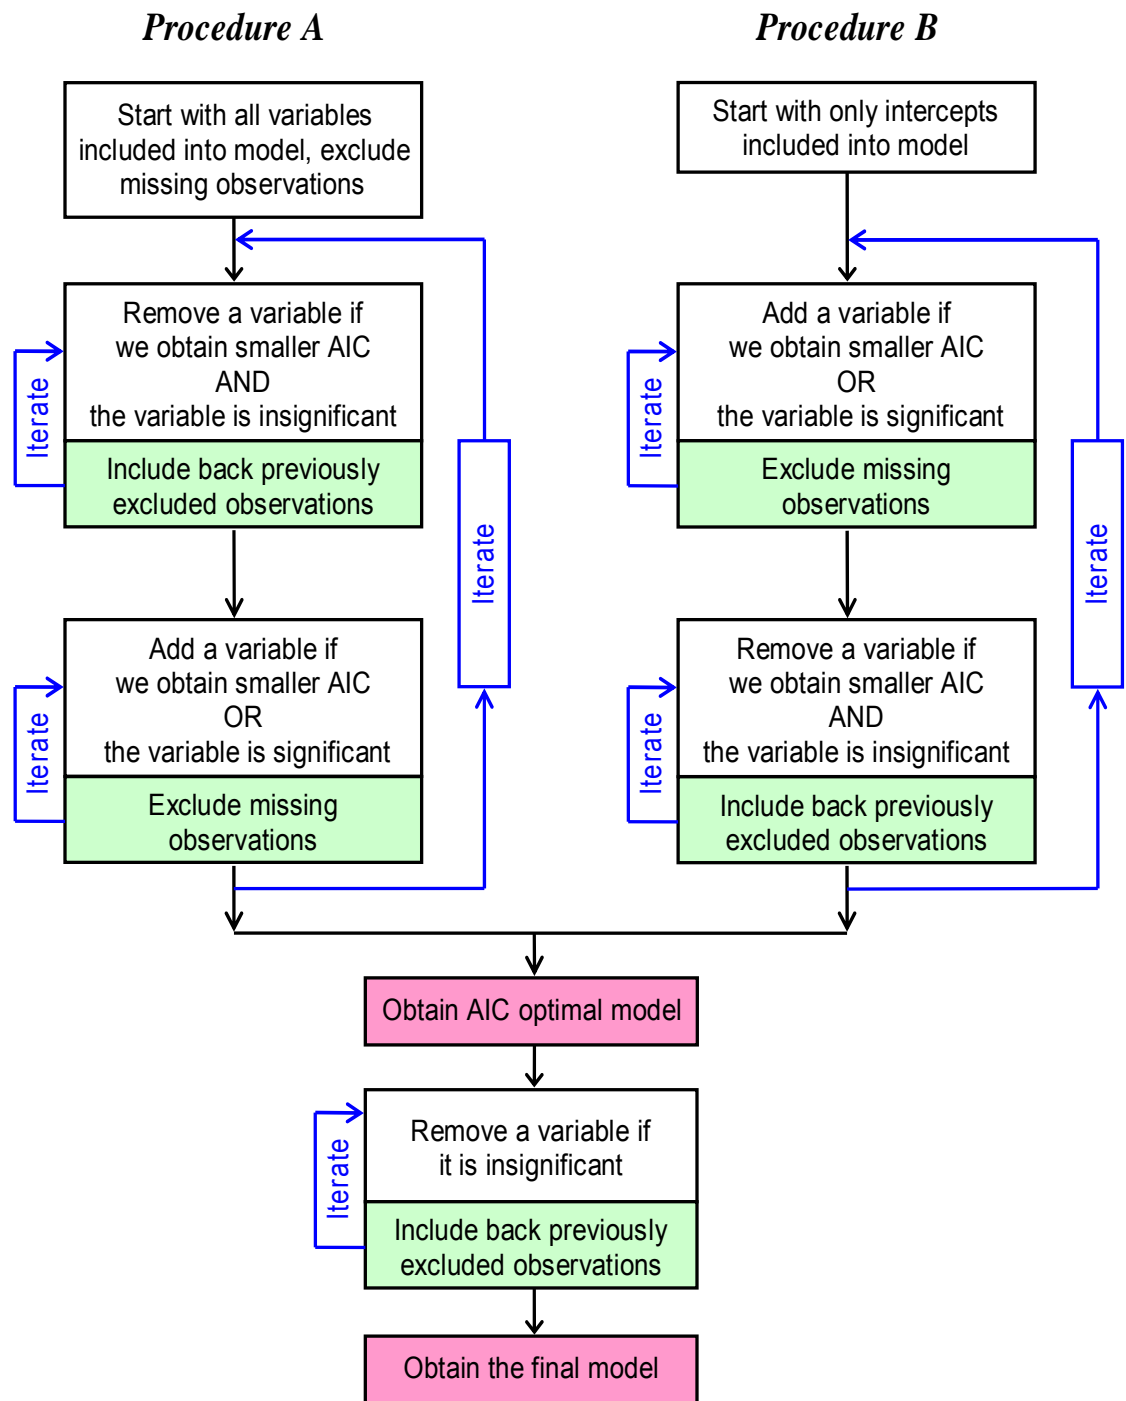 Procedure A
Start with all variables
included into model, exclude
missing observations
Remove a variable if
we obtain smaller AIC
AND
the variable is insignificant
Include back previously
excluded observations
Iterate
Add a variable if
we obtain smaller AIC
OR
the variable is significant
Exclude missing
observations
Iterate
Iterate
Procedure B
Start with only intercepts
included into model
Add a variable if
we obtain smaller AIC
OR
the variable is significant
Exclude missing
observations
Iterate
Remove a variable if
we obtain smaller AIC
AND
the variable is insignificant
Include back previously
excluded observations
Iterate
Iterate
Obtain AIC optimal model
Remove a variable if
it is insignificant
Include back previously
excluded observations
Iterate
Obtain the final model